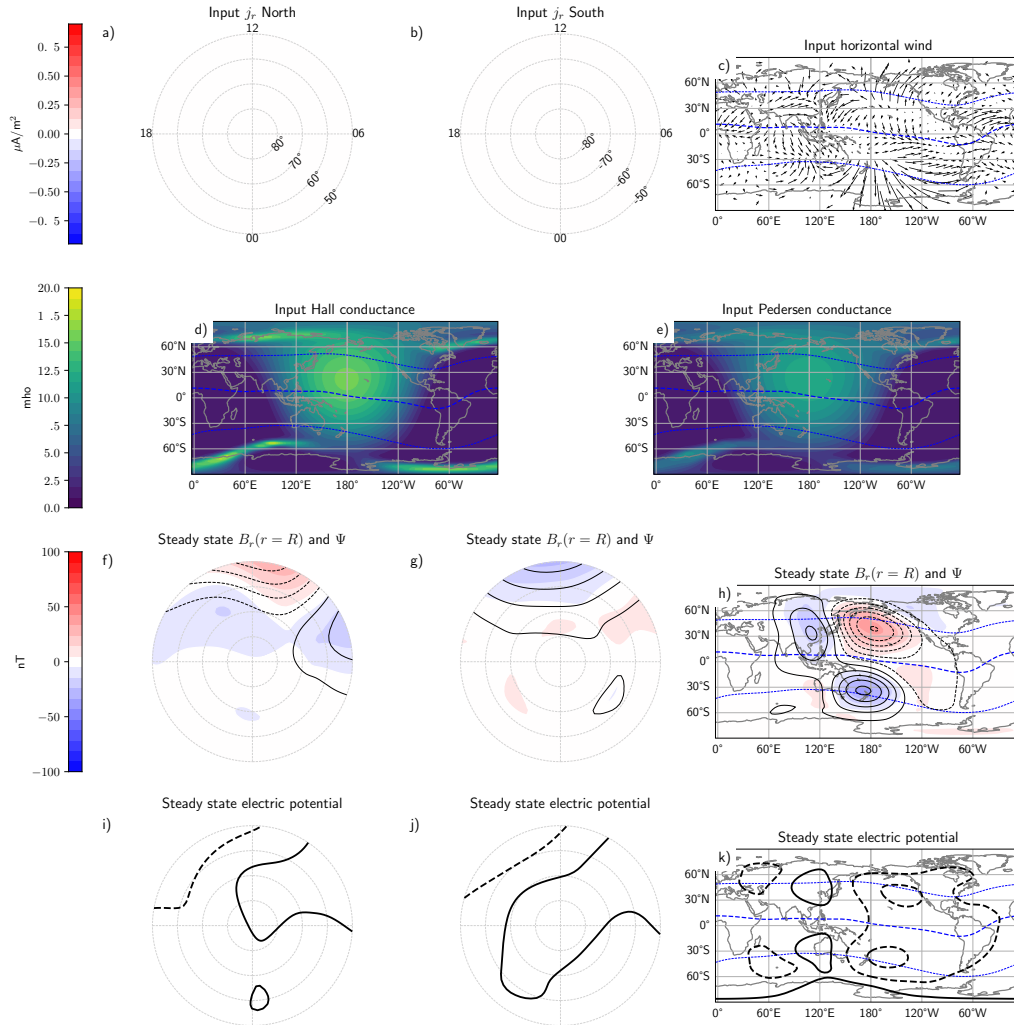 a)
Input j_r North
12
18
06
00
80°
70°
60°
50°
0. 5
0.50
0.25
0.00
−0.25
−0.50
−0. 5
μA/m²
b)
Input j_r South
12
00
-80°
-70°
-60°
-50°
Input horizontal wind
c)
60°N
30°N
0°
30°S
60°S
0°
60°E
120°E
180°
120°W
60°W
20.0
1 .5
15.0
12.5
10.0
7.5
5.0
2.5
mho
Input Hall conductance
d)
60°N
30°N
0°
30°S
60°S
0°
60°E
120°E
180°
120°W
60°W
Input Pedersen conductance
e)
60°N
30°N
0°
30°S
60°S
0°
60°E
120°E
180°
120°W
60°W
100
50
0
−50
−100
nT
f)
Steady state B_r(r = R) and Ψ
g)
Steady state B_r(r = R) and Ψ
Steady state B_r(r = R) and Ψ
h)
60°N
30°N
0°
30°S
60°S
0°
60°E
120°E
180°
120°W
60°W
i)
Steady state electric potential
j)
Steady state electric potential
Steady state electric potential
k)
60°N
30°N
0°
30°S
60°S
0°
60°E
120°E
180°
120°W
60°W